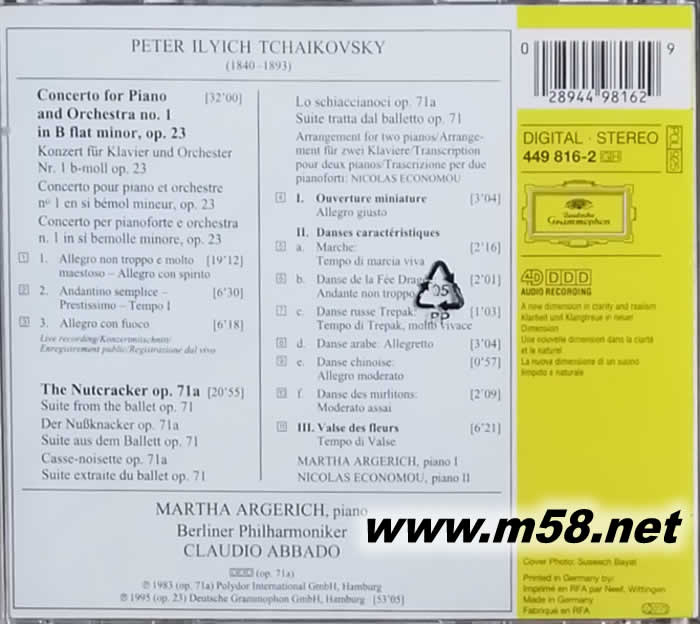 PETER ILYICH TCHAIKOVSKY
(1840–1893)
Concerto for Piano [32'00]
and Orchestra no. 1
in B flat minor, op. 23
Konzert für Klavier und Orchester
Nr. 1 b-moll op. 23
Concerto pour piano et orchestre
nº 1 en si bémol mineur, op. 23
Concerto per pianoforte e orchestra
n. 1 in si bemolle minore, op. 23
1 1. Allegro non troppo e molto [19'12]
maestoso – Allegro con spirito
2 2. Andantino semplice – [6'30]
Prestissimo – Tempo I
3 3. Allegro con fuoco [6'18]
Live recording/Konzertmitschnitt/
Enregistrement public/Registrazione dal vivo
The Nutcracker op. 71a [20'55]
Suite from the ballet op. 71
Der Nußknacker op. 71a
Suite aus dem Ballett op. 71
Casse-noisette op. 71a
Suite extraite du ballet op. 71
Lo schiaccianoci op. 71a
Suite tratta dal balletto op. 71
Arrangement for two pianos/Arrange-
ment für zwei Klaviere/Transcription
pour deux pianos/Trascrizione per due
pianoforti: NICOLAS ECONOMOU
4 I. Ouverture miniature [3'04]
Allegro giusto
II. Danses caractéristiques
5 a. Marche: [2'16]
Tempo di marcia viva
6 b. Danse de la Fée [2'01]
Andante non troppo
7 c. Danse russe Trepak: [1'03]
Tempo di Trepak, molto vivace
8 d. Danse arabe: Allegretto [3'04]
9 e. Danse chinoise: [0'57]
Allegro moderato
10 f. Danse des mirlitons: [2'09]
Moderato assai
11 III. Valse des fleurs [6'21]
Tempo di Valse
MARTHA ARGERICH, piano I
NICOLAS ECONOMOU, piano II
05
PP
MARTHA ARGERICH, piano
Berliner Philharmoniker
CLAUDIO ABBADO
DDD (op. 71a)
℗ 1983 (op. 71a) Polydor International GmbH, Hamburg
℗ 1995 (op. 23) Deutsche Grammophon GmbH, Hamburg [53'05]
www.m58.net
0 28944 98162 9
DIGITAL · STEREO
449 816-2 GH
Deutsche
Grammophon
4D DDD
AUDIO RECORDING
A new dimension in clarity and realism
Klarheit und Klangtreue in neuer
Dimension
Une nouvelle dimension dans la clarté
et le naturel
La nuova dimensione di un suono
limpido e naturale
Cover Photo: Susesch Bayat
Printed in Germany by/
Imprimé en RFA par Neef, Wittingen
Made in Germany
Fabriqué en RFA